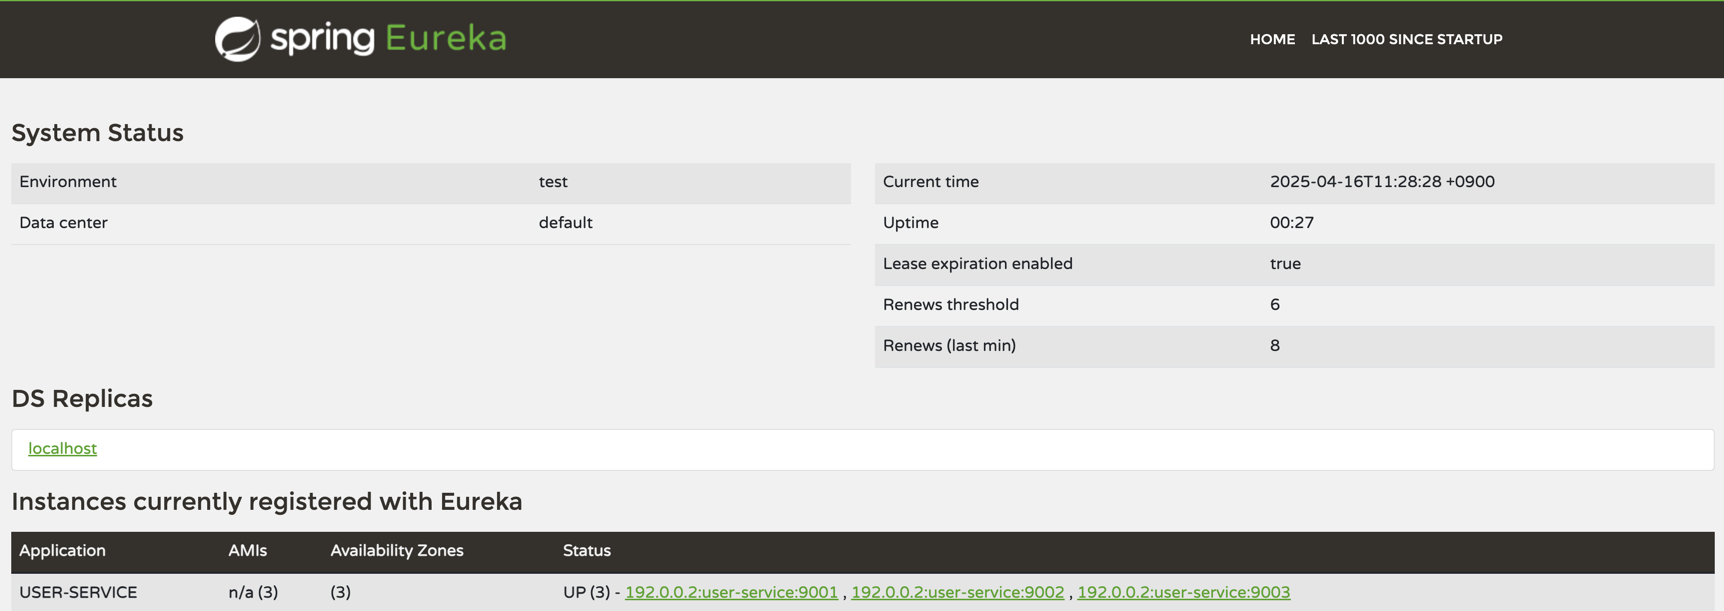 spring Eureka
HOME LAST 1000 SINCE STARTUP
System Status
Environment test
Data center default
Current time 2025-04-16T11:28:28 +0900
Uptime 00:27
Lease expiration enabled true
Renews threshold 6
Renews (last min) 8
DS Replicas
localhost
Instances currently registered with Eureka
Application AMIs Availability Zones Status
USER-SERVICE n/a (3) (3) UP (3) - 192.0.0.2:user-service:9001 , 192.0.0.2:user-service:9002 , 192.0.0.2:user-service:9003